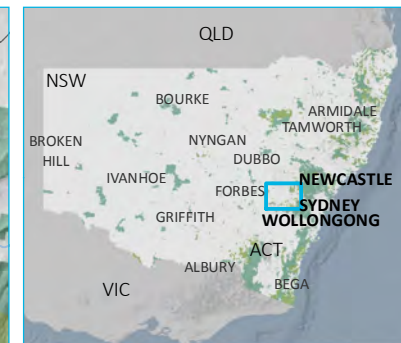 QLD
NSW
BOURKE
ARMIDALE
TAMWORTH
NYNGAN
BROKEN
HILL
DUBBO
IVANHOE
NEWCASTLE
FORBES
SYDNEY
GRIFFITH
WOLLONGONG
ACT
ALBURY
BEGA
VIC